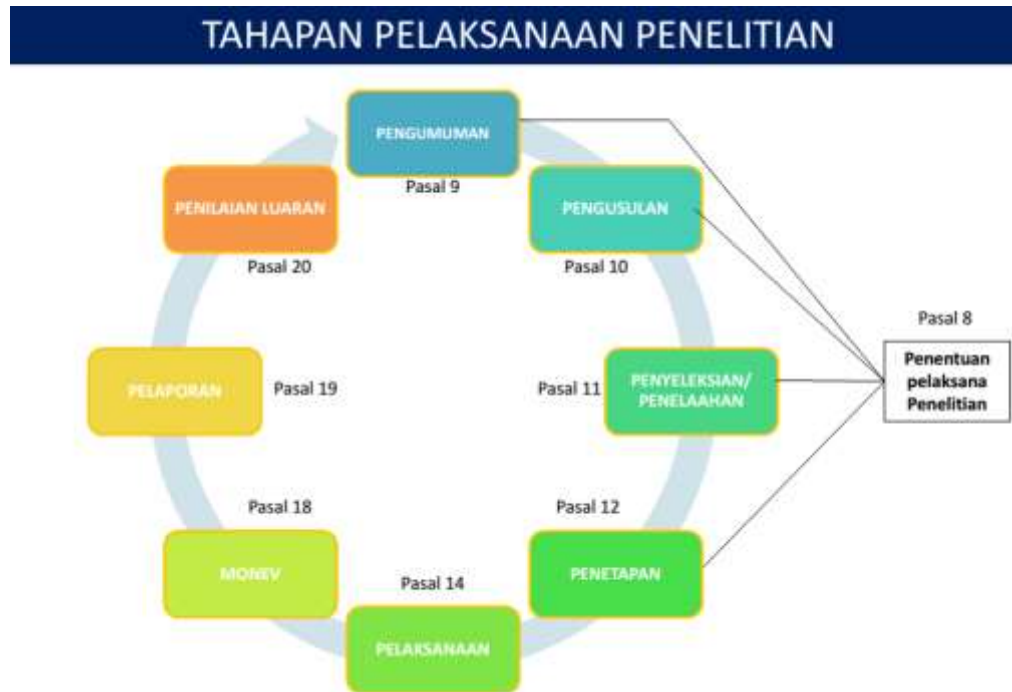 TAHAPAN PELAKSANAAN PENELITIAN
PENGUMUMAN
Pasal 9
PENGUSULAN
Pasal 10
PENYELEKSIAN/
PENELAAHAN
Pasal 11
PENETAPAN
Pasal 12
PELAKSANAAN
Pasal 14
MONEV
Pasal 18
PELAPORAN
Pasal 19
PENILAIAN LUARAN
Pasal 20
Pasal 8
Penentuan
pelaksana
Penelitian